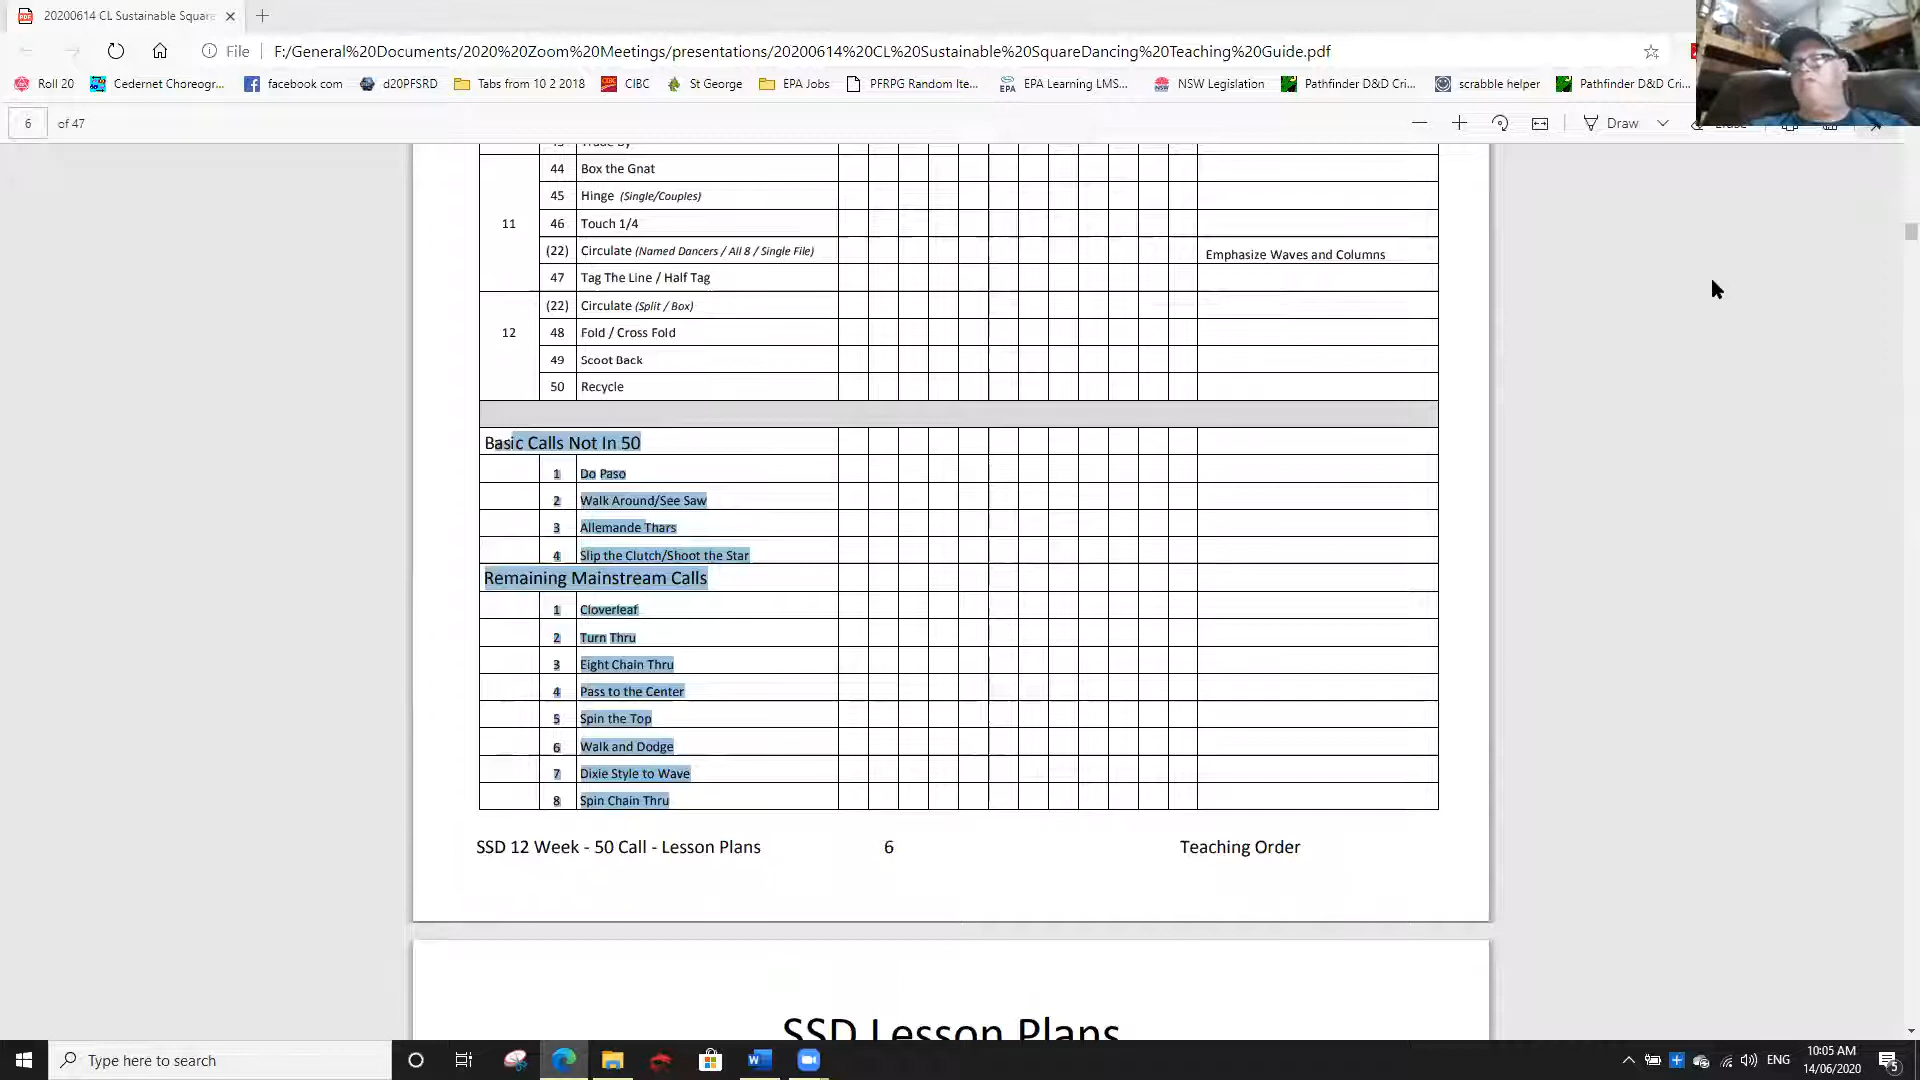 20200614 CL Sustainable Square
File
F:/General%20Documents/2020%20Zoom%20Meetings/presentations/20200614%20CL%20Sustainable%20SquareDancing%20Teaching%20Guide.pdf
Roll 20
Cedernet Choreogr...
facebook com
d20PFSRD
Tabs from 10 2 2018
CIBC
St George
EPA Jobs
PFRPG Random Ite...
EPA Learning LMS...
NSW Legislation
Pathfinder D&D Cri...
scrabble helper
Pathfinder D&D Cri...
6 of 47
Draw
Trade By
11
44 Box the Gnat
45 Hinge (Single/Couples)
46 Touch 1/4
(22) Circulate (Named Dancers / All 8 / Single File) Emphasize Waves and Columns
47 Tag The Line / Half Tag
12
(22) Circulate (Split / Box)
48 Fold / Cross Fold
49 Scoot Back
50 Recycle
Basic Calls Not In 50
1 Do Paso
2 Walk Around/See Saw
3 Allemande Thars
4 Slip the Clutch/Shoot the Star
Remaining Mainstream Calls
1 Cloverleaf
2 Turn Thru
3 Eight Chain Thru
4 Pass to the Center
5 Spin the Top
6 Walk and Dodge
7 Dixie Style to Wave
8 Spin Chain Thru
SSD 12 Week - 50 Call - Lesson Plans 6 Teaching Order
SSD Lesson Plans
Type here to search
ENG
10:05 AM
14/06/2020
5